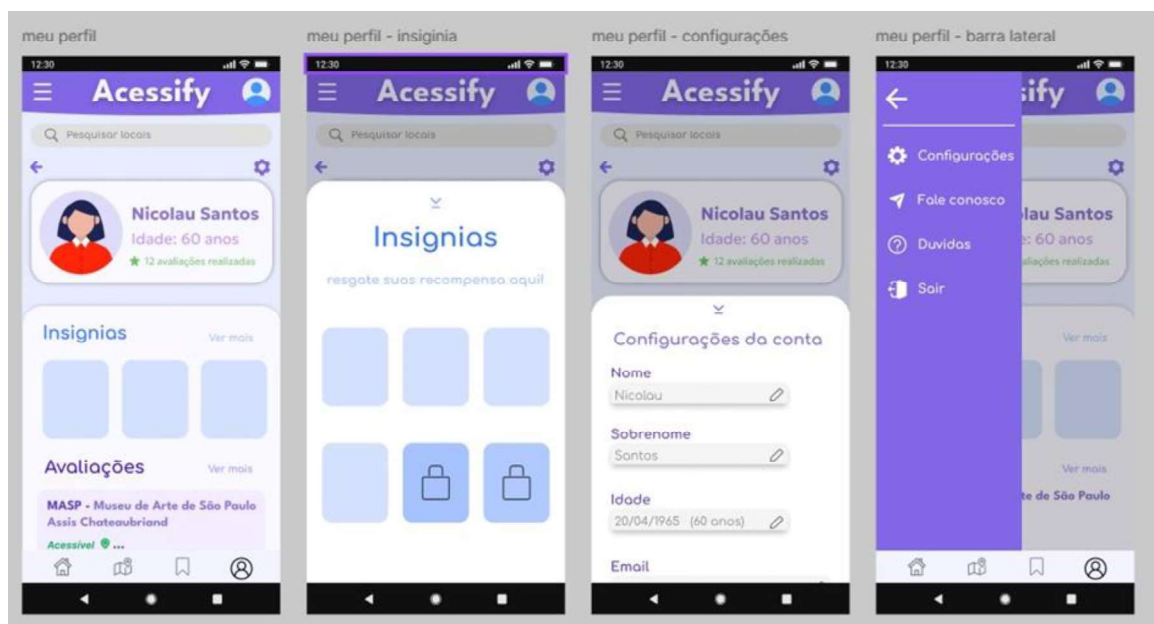 meu perfil
12:30
Acessify
Pesquisar locais
Nicolau Santos
Idade: 60 anos
12 avaliações realizadas
Insignias
Ver mais
Avaliações
Ver mais
MASP - Museu de Arte de São Paulo
Assis Chateaubriand
Acessível ...
meu perfil - insiginia
12:30
Acessify
Pesquisar locais
Insignias
resgate suas recompensa aqui!
meu perfil - configurações
12:30
Acessify
Pesquisar locais
Nicolau Santos
Idade: 60 anos
12 avaliações realizadas
Configurações da conta
Nome
Nicolau
Sobrenome
Santos
Idade
20/04/1965 (60 anos)
Email
meu perfil - barra lateral
12:30
sify
Configurações
Fale conosco
Duvidas
Sair
lau Santos
e: 60 anos
aliações realizadas
Ver mais
Ver mais
te de São Paulo